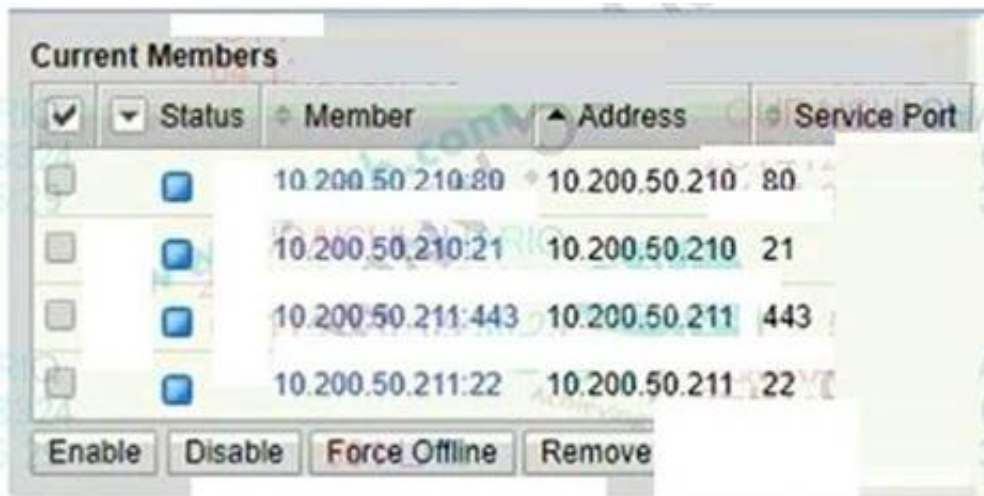 Current Members
Status Member Address Service Port
10.200.50.210:80 10.200.50.210 80
10.200.50.210:21 10.200.50.210 21
10.200.50.211:443 10.200.50.211 443
10.200.50.211:22 10.200.50.211 22
Enable Disable Force Offline Remove